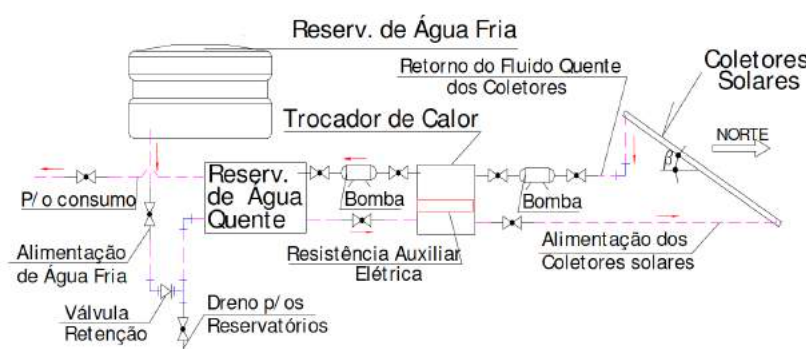 Reserv. de Água Fria
Coletores
Solares
Retorno do Fluido Quente
dos Coletores
Trocador de Calor
NORTE
β
Reserv.
de Água
Quente
P/ o consumo
Bomba
Bomba
Alimentação
de Água Fria
Resistência Auxiliar
Elétrica
Alimentação dos
Coletores solares
Válvula
Retenção
Dreno p/ os
Reservatórios